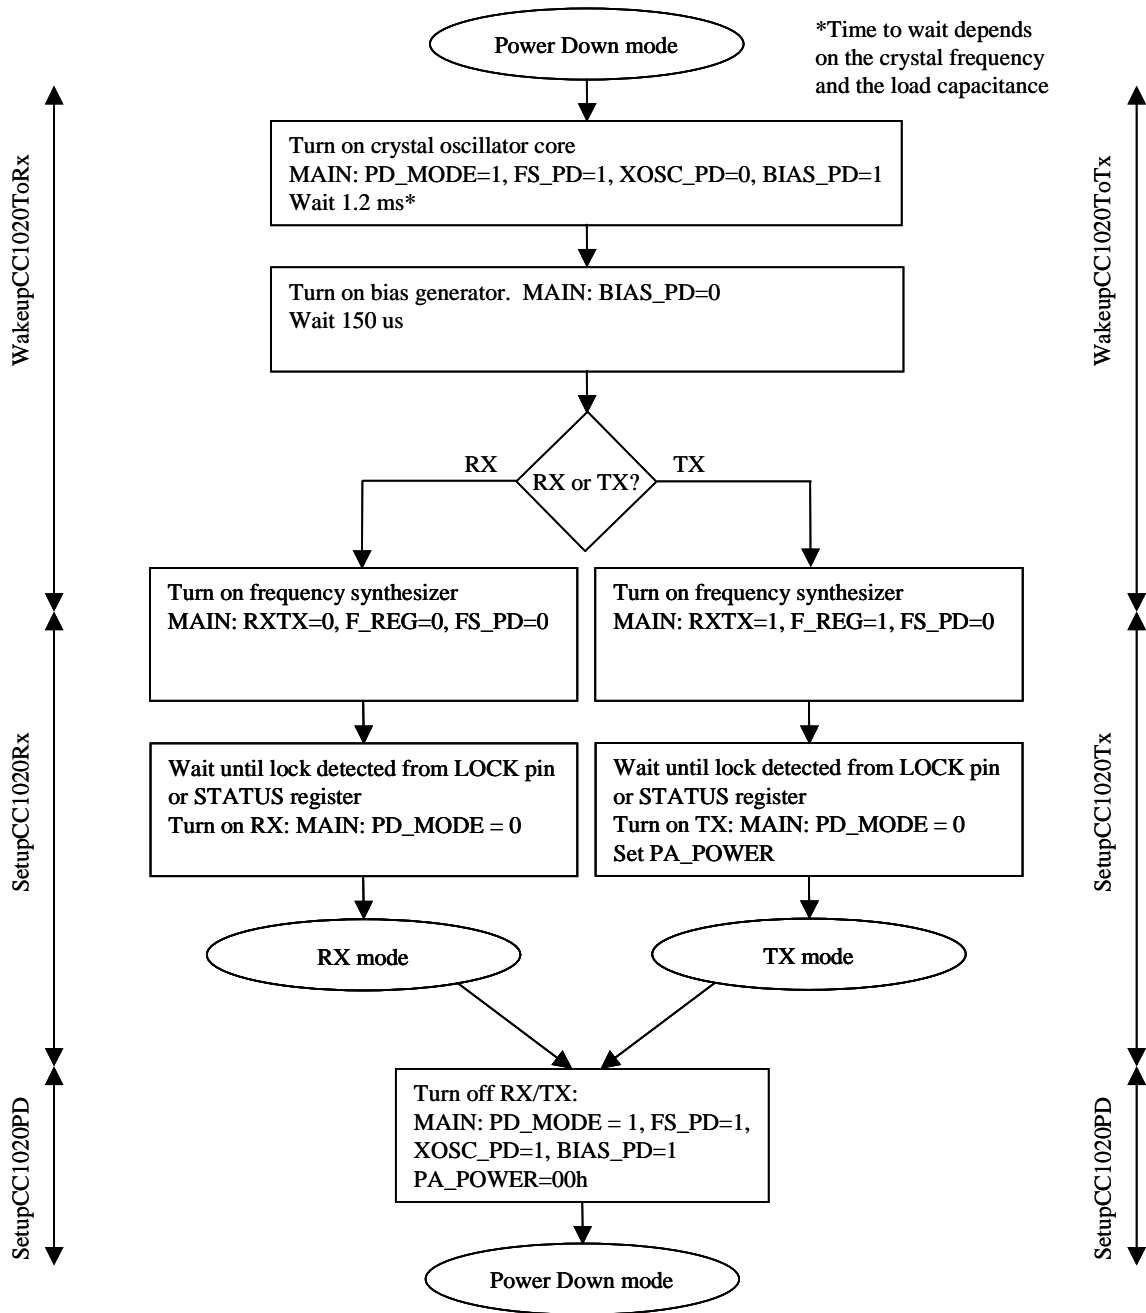 Power Down mode
*Time to wait depends
on the crystal frequency
and the load capacitance
WakeupCC1020ToRx
WakeupCC1020ToTx
Turn on crystal oscillator core
MAIN: PD_MODE=1, FS_PD=1, XOSC_PD=0, BIAS_PD=1
Wait 1.2 ms*
Turn on bias generator.  MAIN: BIAS_PD=0
Wait 150 us
RX
RX or TX?
TX
Turn on frequency synthesizer
MAIN: RXTX=0, F_REG=0, FS_PD=0
Turn on frequency synthesizer
MAIN: RXTX=1, F_REG=1, FS_PD=0
SetupCC1020Rx
SetupCC1020Tx
Wait until lock detected from LOCK pin
or STATUS register
Turn on RX: MAIN: PD_MODE = 0
Wait until lock detected from LOCK pin
or STATUS register
Turn on TX: MAIN: PD_MODE = 0
Set PA_POWER
RX mode
TX mode
SetupCC1020PD
SetupCC1020PD
Turn off RX/TX:
MAIN: PD_MODE = 1, FS_PD=1,
XOSC_PD=1, BIAS_PD=1
PA_POWER=00h
Power Down mode